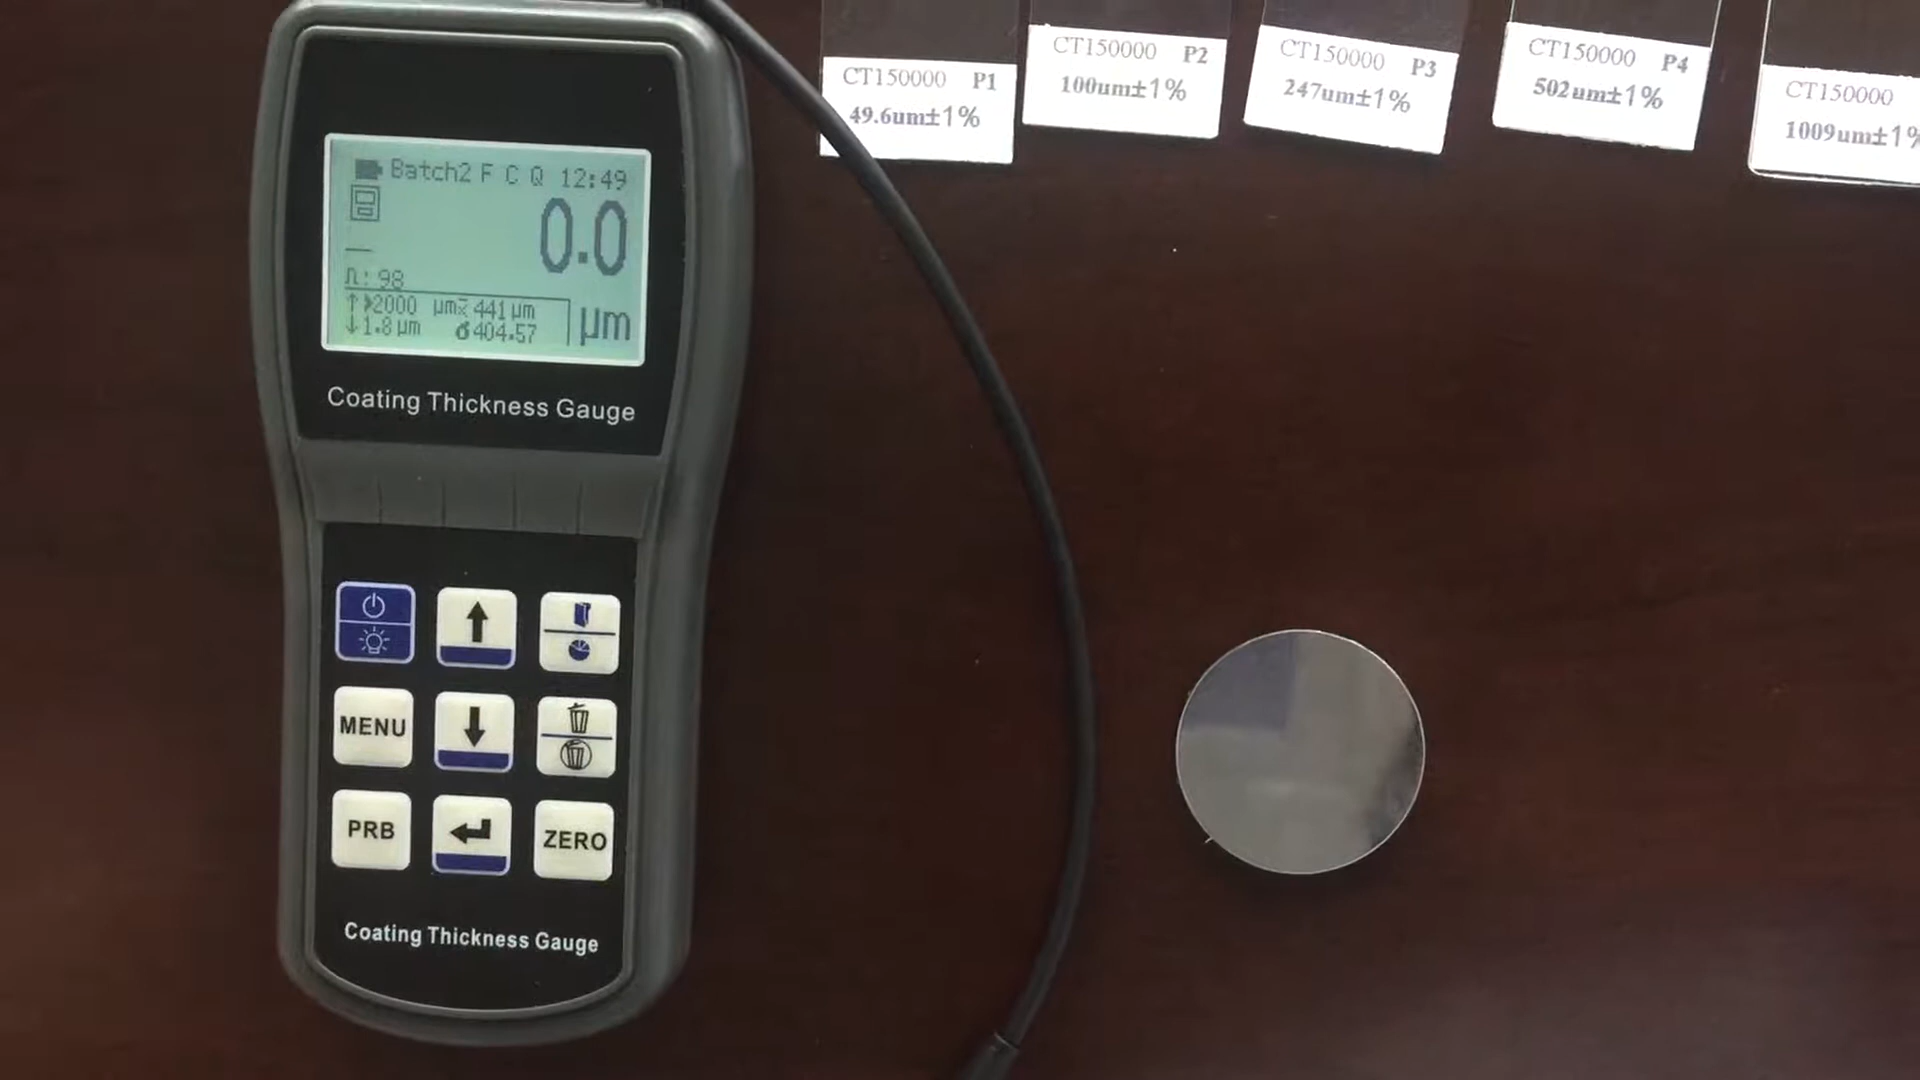 Batch2 F C Q 12:49
0.0
n: 98
↑>2000 µm x̄ 441 µm
↓1.8 µm σ404.57
µm
Coating Thickness Gauge
MENU
PRB
ZERO
Coating Thickness Gauge
CT150000 P1
49.6um±1%
CT150000 P2
100um±1%
CT150000 P3
247um±1%
CT150000 P4
502um±1%
CT150000
1009um±1%